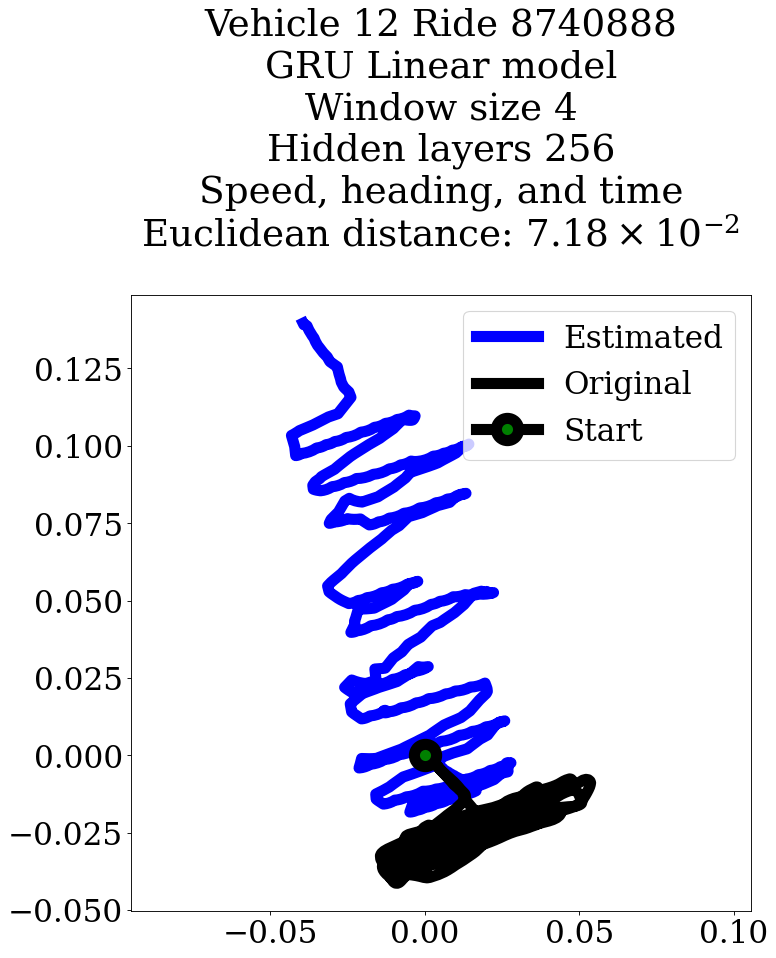 Vehicle 12 Ride 8740888
GRU Linear model
Window size 4
Hidden layers 256
Speed, heading, and time
Euclidean distance: 7.18 × 10⁻²
Estimated
Original
Start
0.125
0.100
0.075
0.050
0.025
0.000
−0.025
−0.050
−0.05
0.00
0.05
0.10